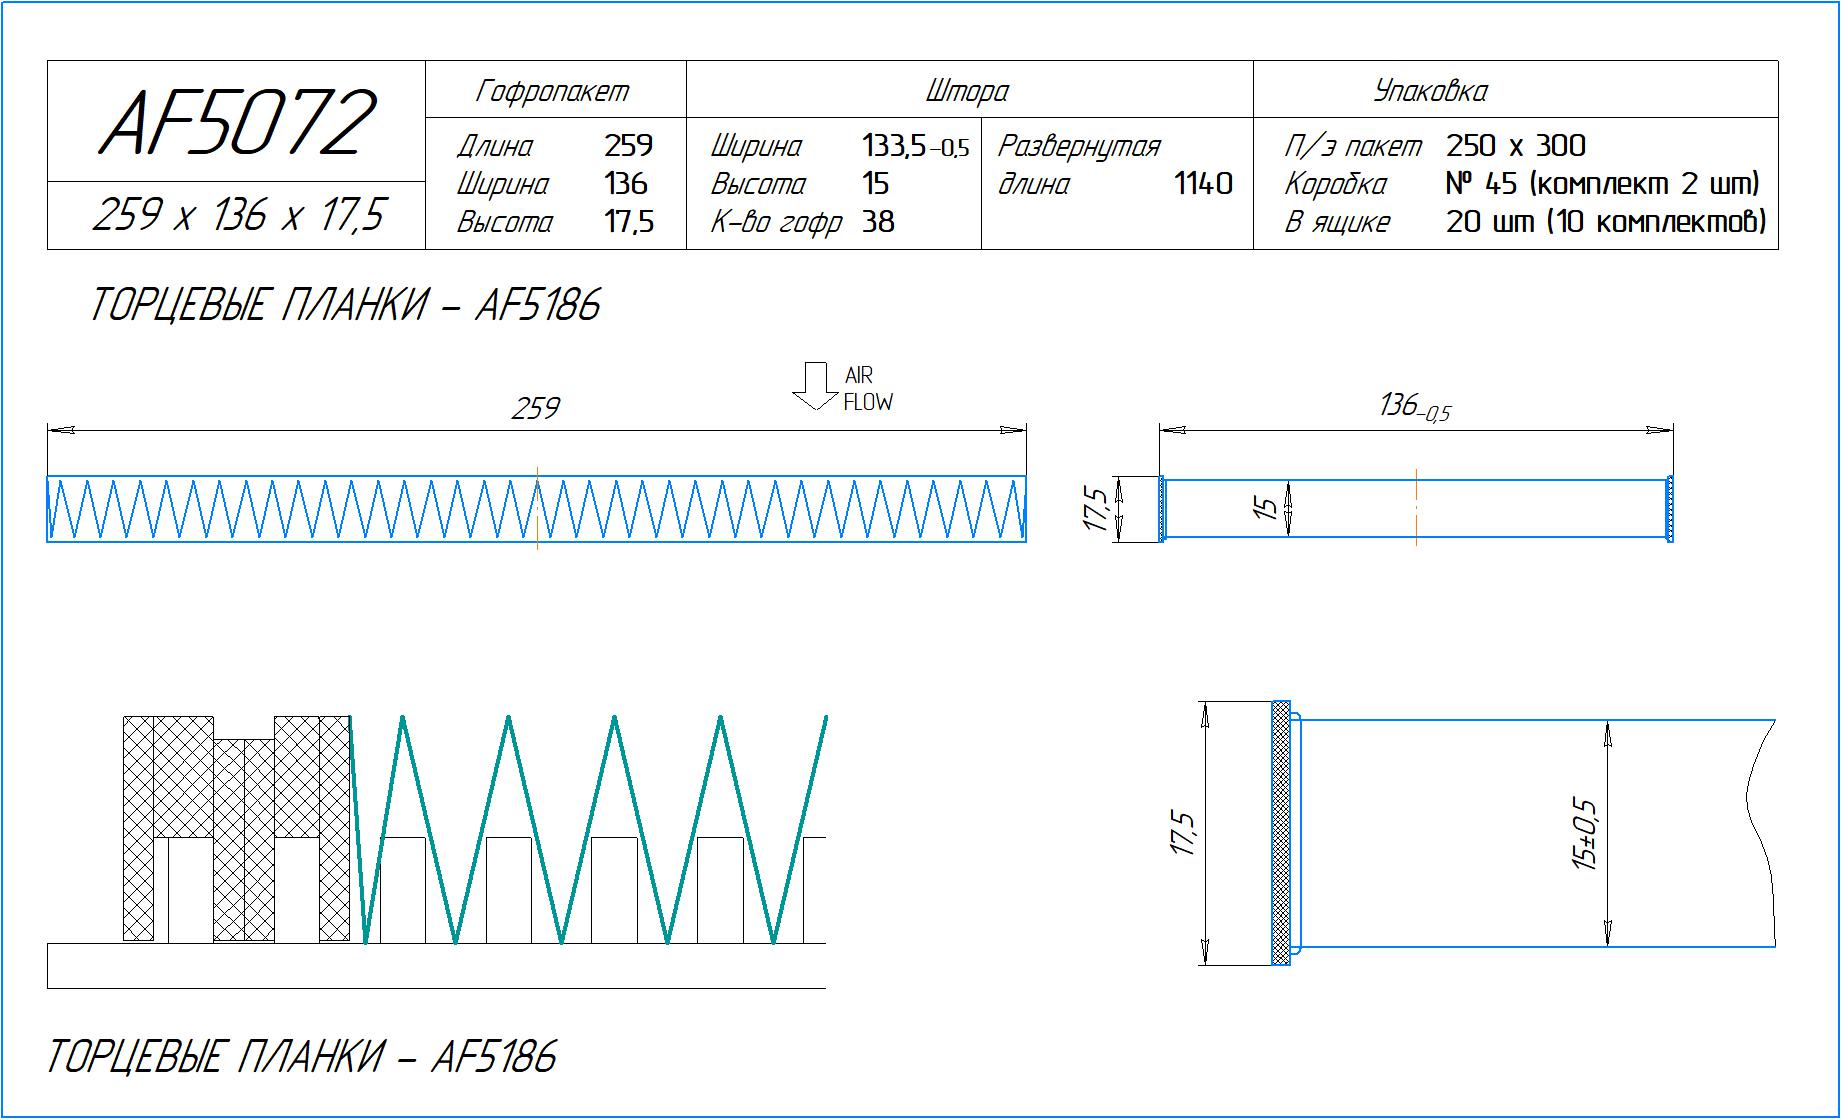 AF5072
259 x 136 x 17,5
Гофропакет
Длина 259
Ширина 136
Высота 17,5
Штора
Ширина 133,5-0,5
Высота 15
К-во гофр 38
Развернутая
длина 1140
Упаковка
П/э пакет 250 x 300
Коробка № 45 (комплект 2 шт)
В ящике 20 шт (10 комплектов)
ТОРЦЕВЫЕ ПЛАНКИ - AF5186
AIR
FLOW
259
136-0,5
17,5
15
17,5
15±0,5
ТОРЦЕВЫЕ ПЛАНКИ - AF5186